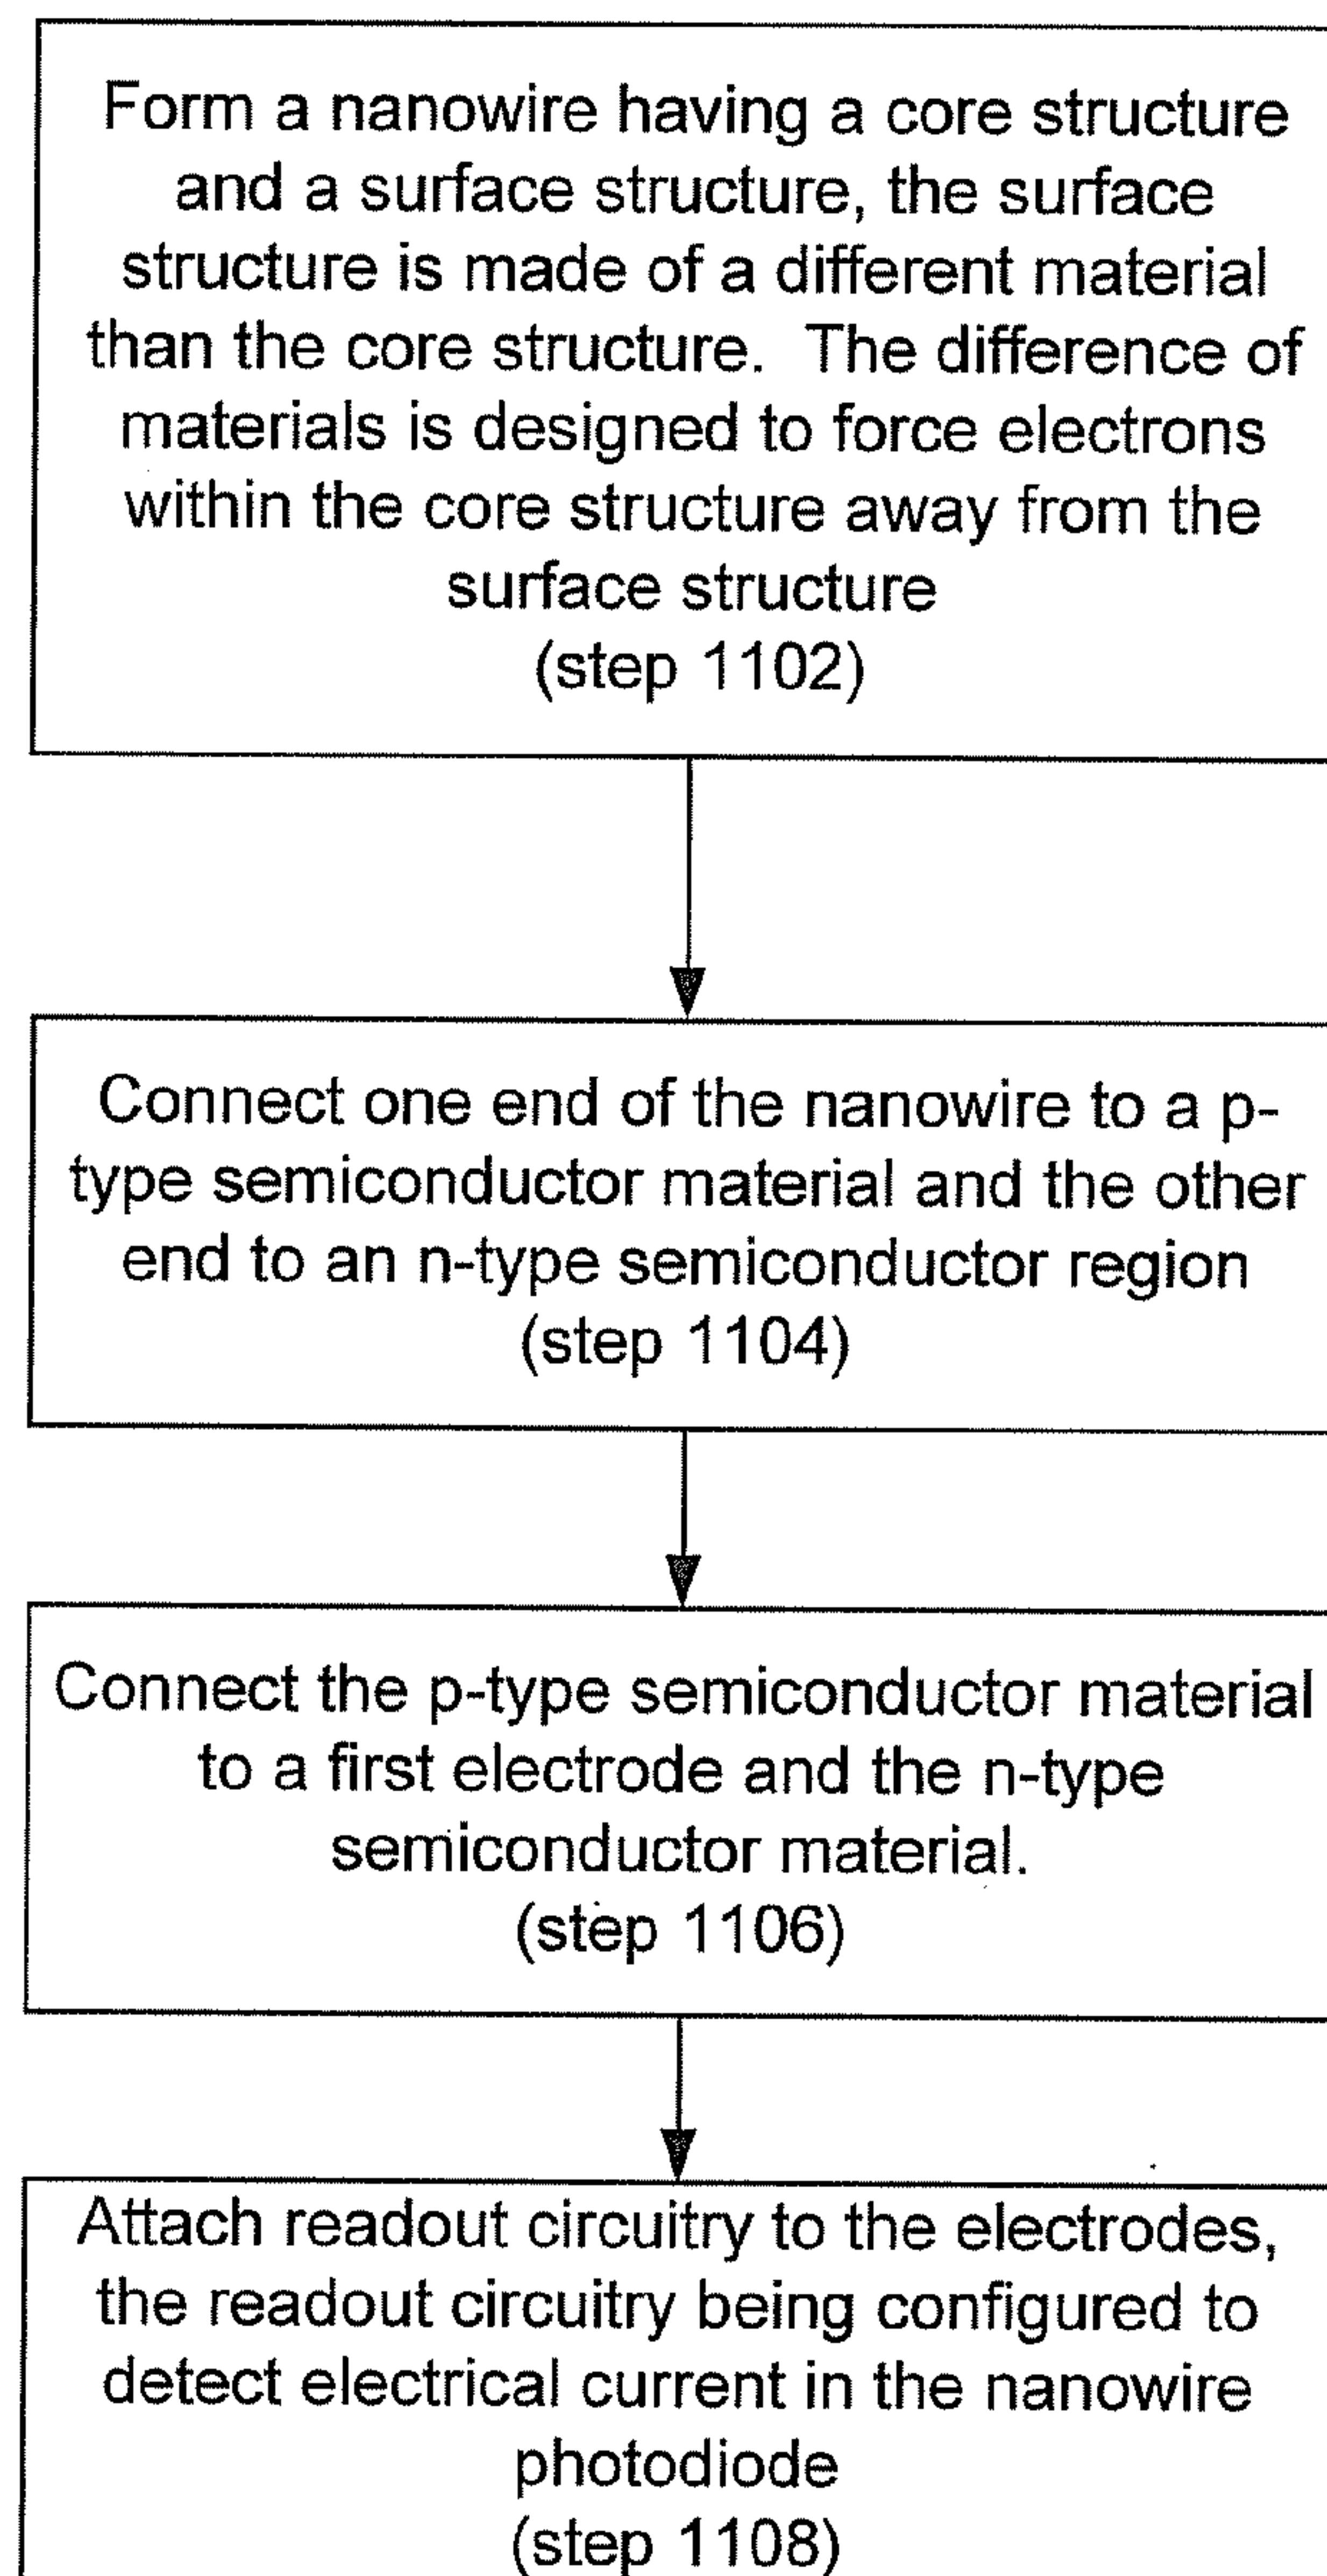 Form a nanowire having a core structure
and a surface structure, the surface
structure is made of a different material
than the core structure.  The difference of
materials is designed to force electrons
within the core structure away from the
surface structure
(step 1102)
Connect one end of the nanowire to a p-
type semiconductor material and the other
end to an n-type semiconductor region
(step 1104)
Connect the p-type semiconductor material
to a first electrode and the n-type
semiconductor material.
(step 1106)
Attach readout circuitry to the electrodes,
the readout circuitry being configured to
detect electrical current in the nanowire
photodiode
(step 1108)